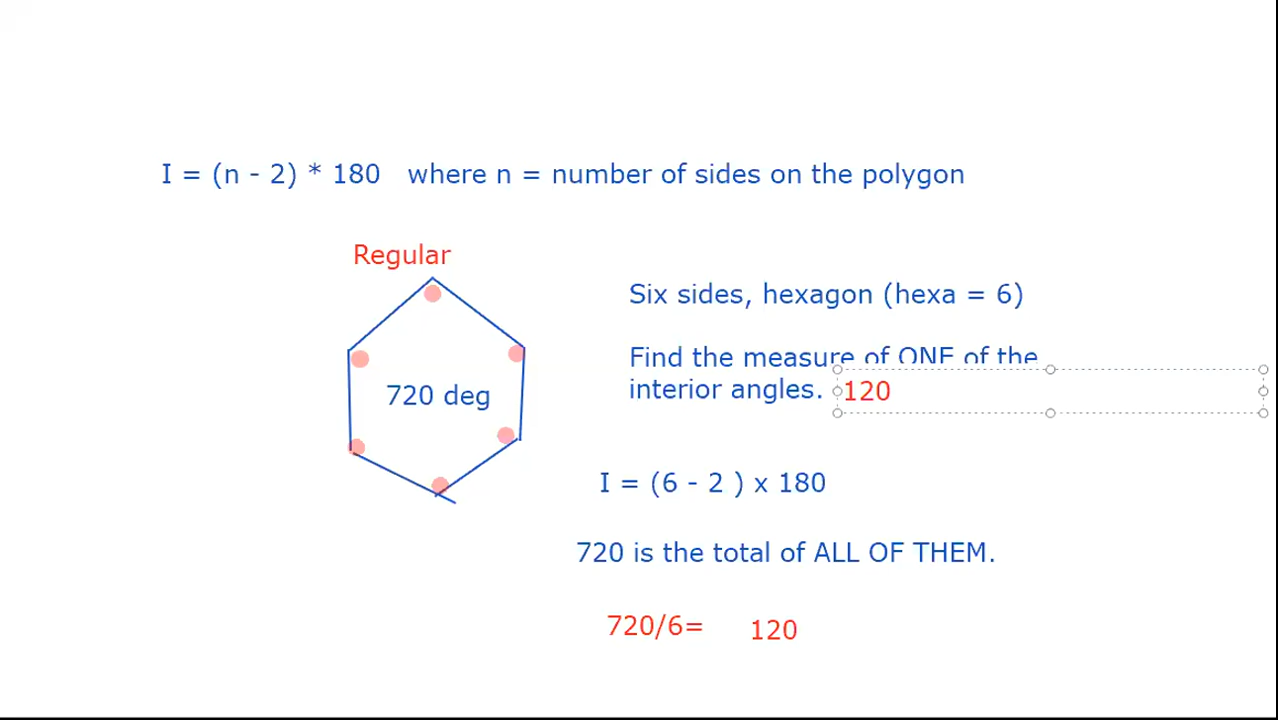 I = (n - 2) * 180 where n = number of sides on the polygon
Regular
Six sides, hexagon (hexa = 6)
Find the measure of ONE of the
interior angles. 120
720 deg
I = (6 - 2 ) x 180
720 is the total of ALL OF THEM.
720/6= 120